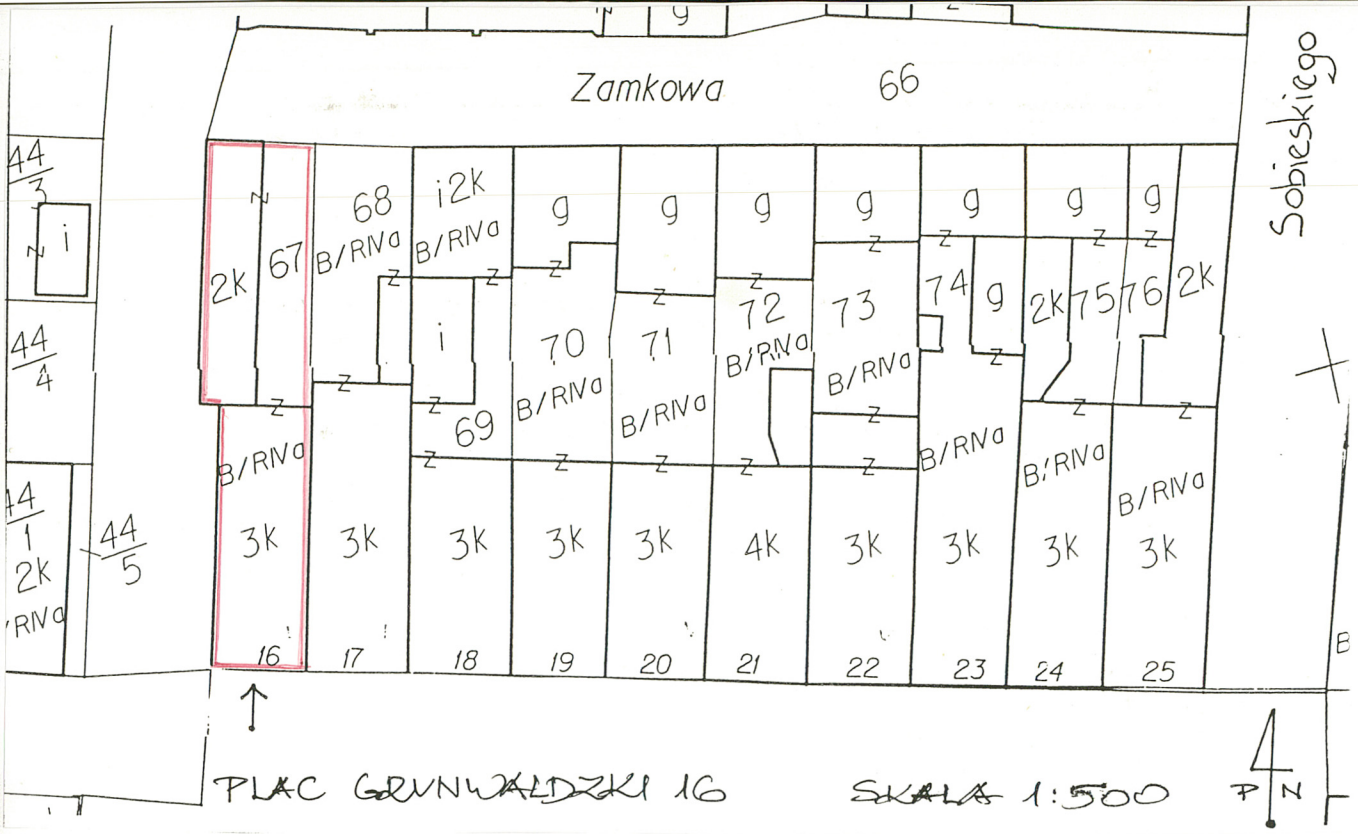 g
Zamkowa 66
Sobieskiego
44
3
i
N
44
4
44
1
2k
/RIVa
44
5
N
2k
67
B/RIVa
3k
16
68
B/RIVa
Z
3k
17
i2k
B/RIVa
Z
i
Z
69
Z
3k
18
g
Z
70
B/RIVa
Z
3k
19
g
Z
71
B/RIVa
Z
3k
20
g
Z
72
B/RIVa
Z
4k
21
g
Z
73
B/RIVa
Z
Z
3k
22
g
Z
74
g
Z
B/RIVa
3k
23
g
Z
2k
75
Z
B/RIVa
3k
24
g
Z
76
2k
Z
B/RIVa
3k
25
B
PLAC GRUNWALDZKI 16
SKALA 1:500
P N